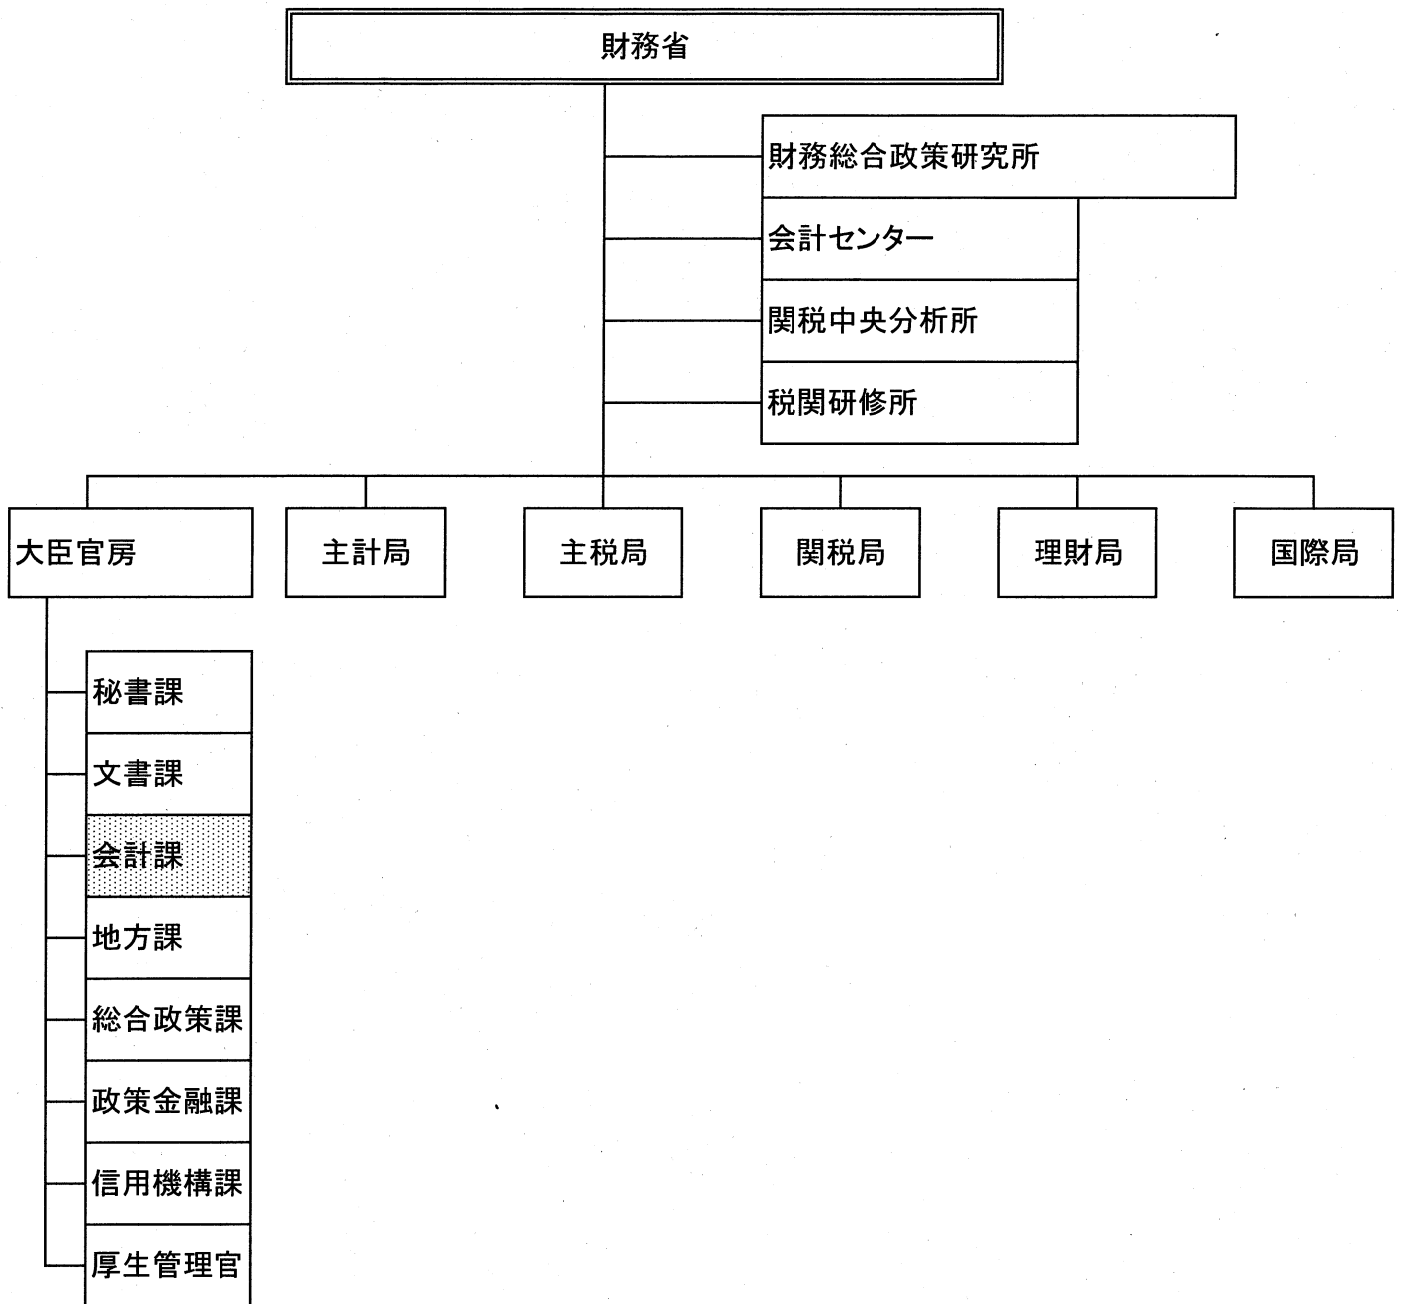 財務省
財務総合政策研究所
会計センター
関税中央分析所
税関研修所
大臣官房
主計局
主税局
関税局
理財局
国際局
秘書課
文書課
会計課
地方課
総合政策課
政策金融課
信用機構課
厚生管理官